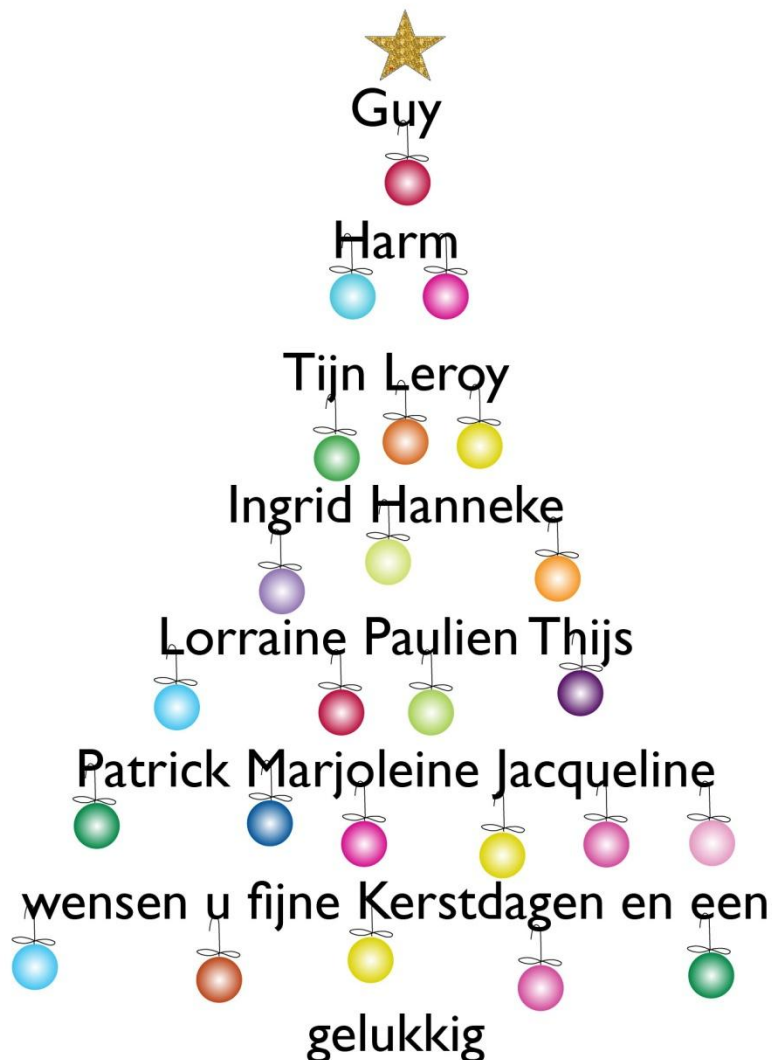 Guy
Harm
Tijn Leroy
Ingrid Hanneke
Lorraine Paulien Thijs
Patrick Marjoleine Jacqueline
wensen u fijne Kerstdagen en een
gelukkig